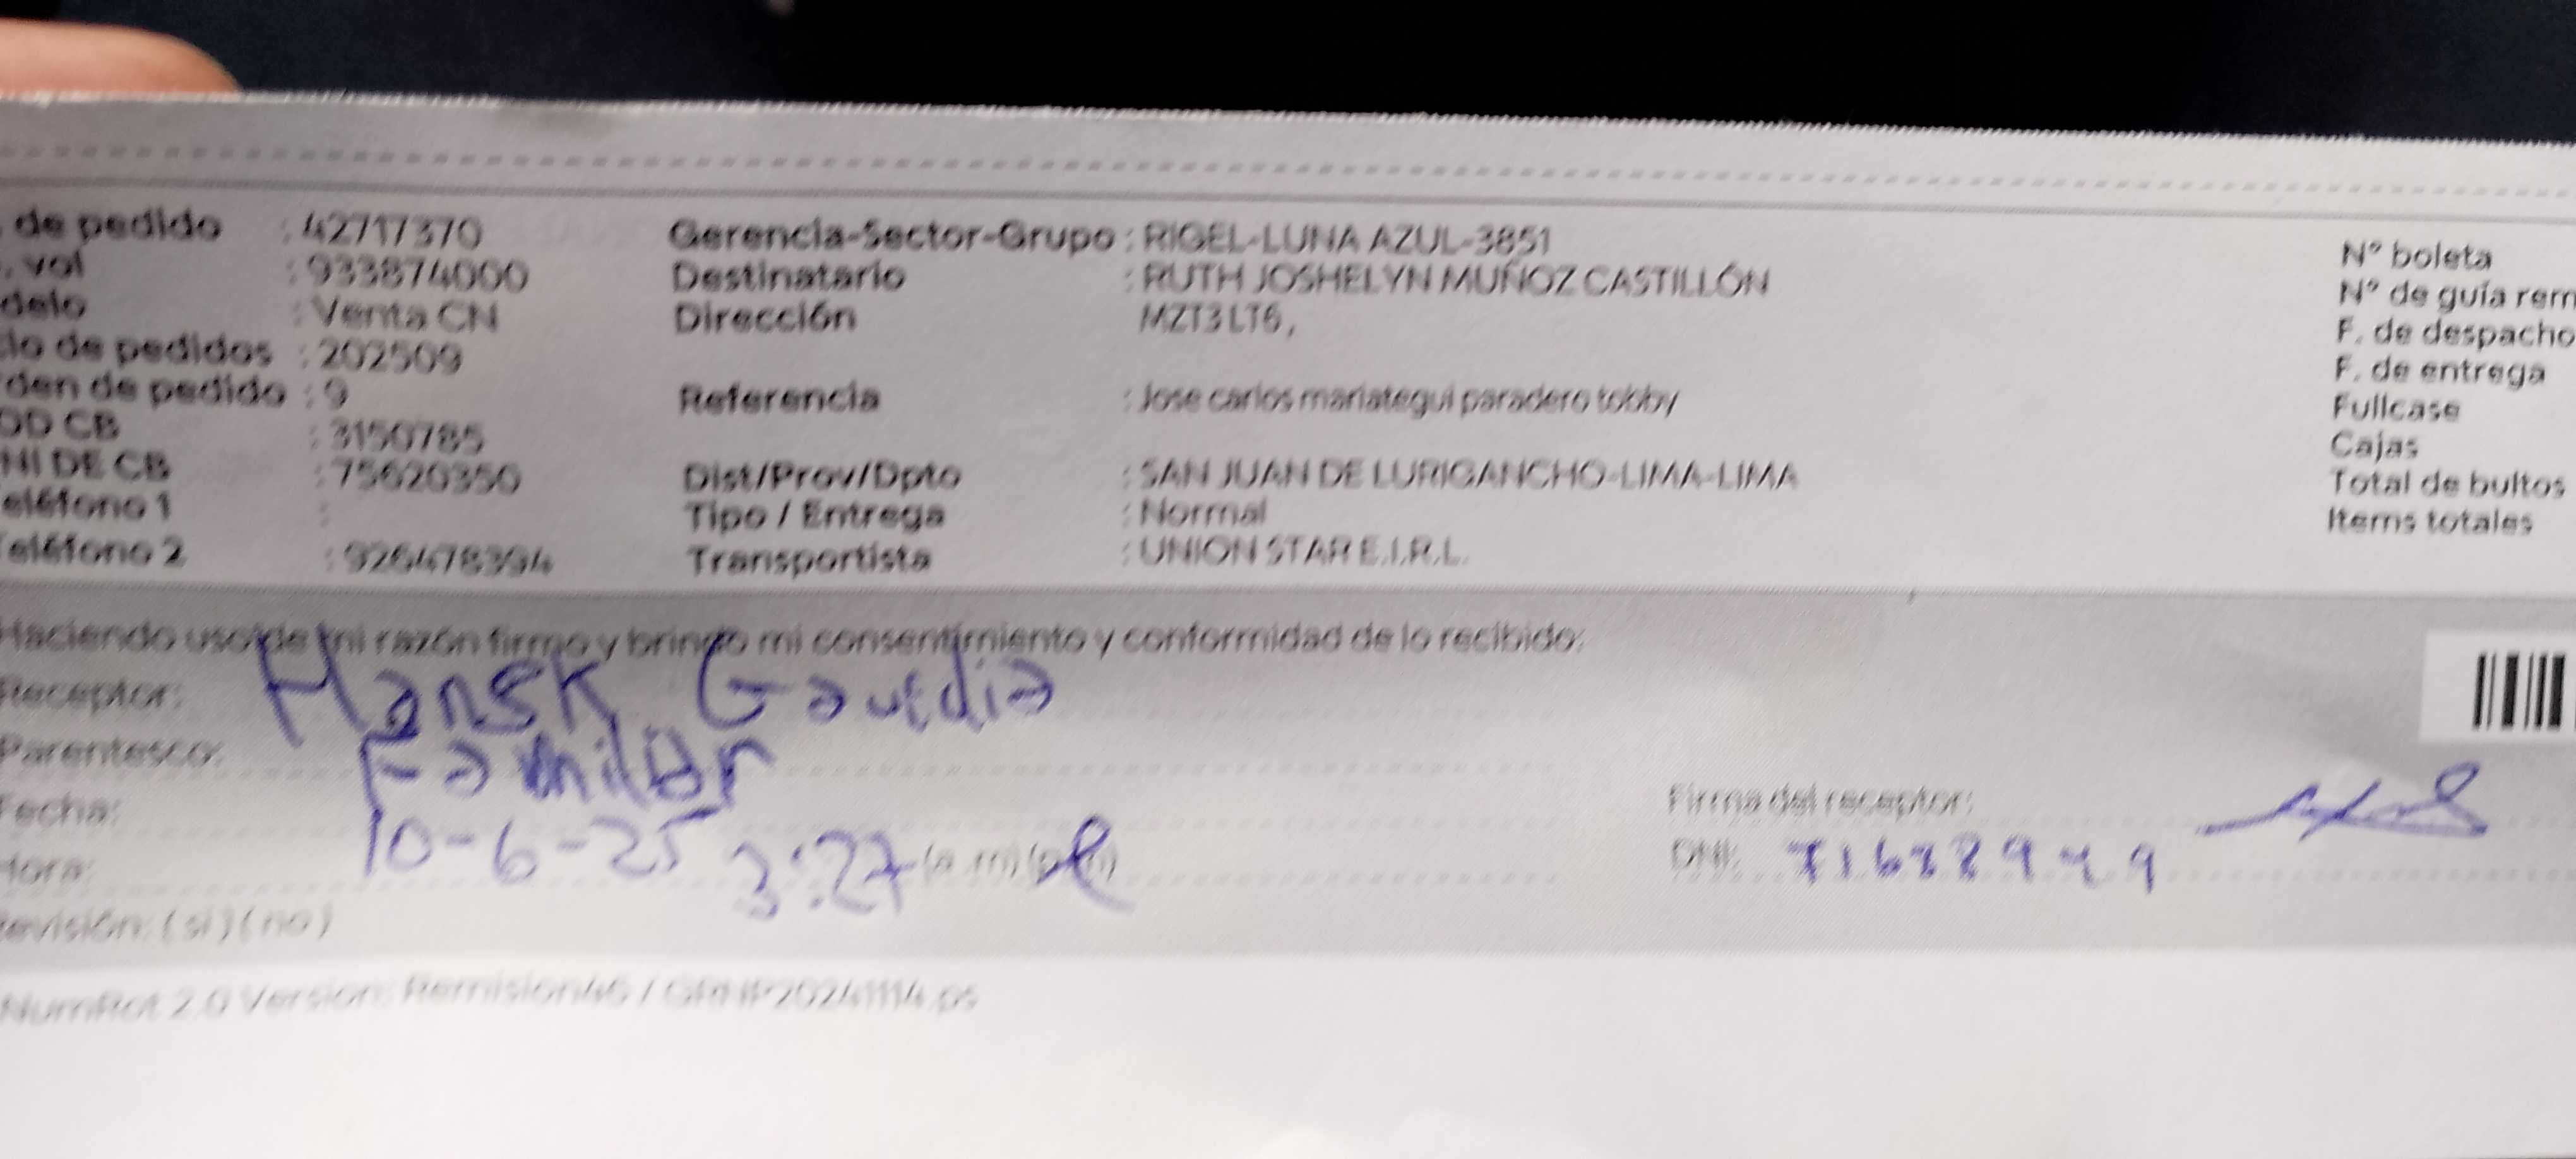 de pedido : 42717370 Gerencia-Sector-Grupo : RIGEL-LUNA AZUL-3851 N° boleta
. vol : 933874000 Destinatario : RUTH JOSHELYN MUÑOZ CASTILLÓN N° de guía rem
delo : Venta CN Dirección MZT3 LT6, F. de despacho
lo de pedidos : 202509 F. de entrega
den de pedido : 9 Referencia : Jose carlos mariategui paradero tobby Fullcase
OD CB : 3150785 Cajas
NI DE CB : 75620350 Dist/Prov/Dpto : SAN JUAN DE LURIGANCHO-LIMA-LIMA Total de bultos
eléfono 1 : Tipo / Entrega : Normal Items totales
eléfono 2 : 926478394 Transportista : UNION STAR E.I.R.L.
Haciendo uso de mi razón firmo y brindo mi consentimiento y conformidad de lo recibido:
Receptor: Hansk
Parentesco: Familiar
Fecha: 10-6-25 Firma del receptor:
Hora: 3:27 (a.m) (p.m) DNI:
evisión: ( si ) ( no )
NumRot 2.0 Version: Remision46 / GRNP20241114.ps